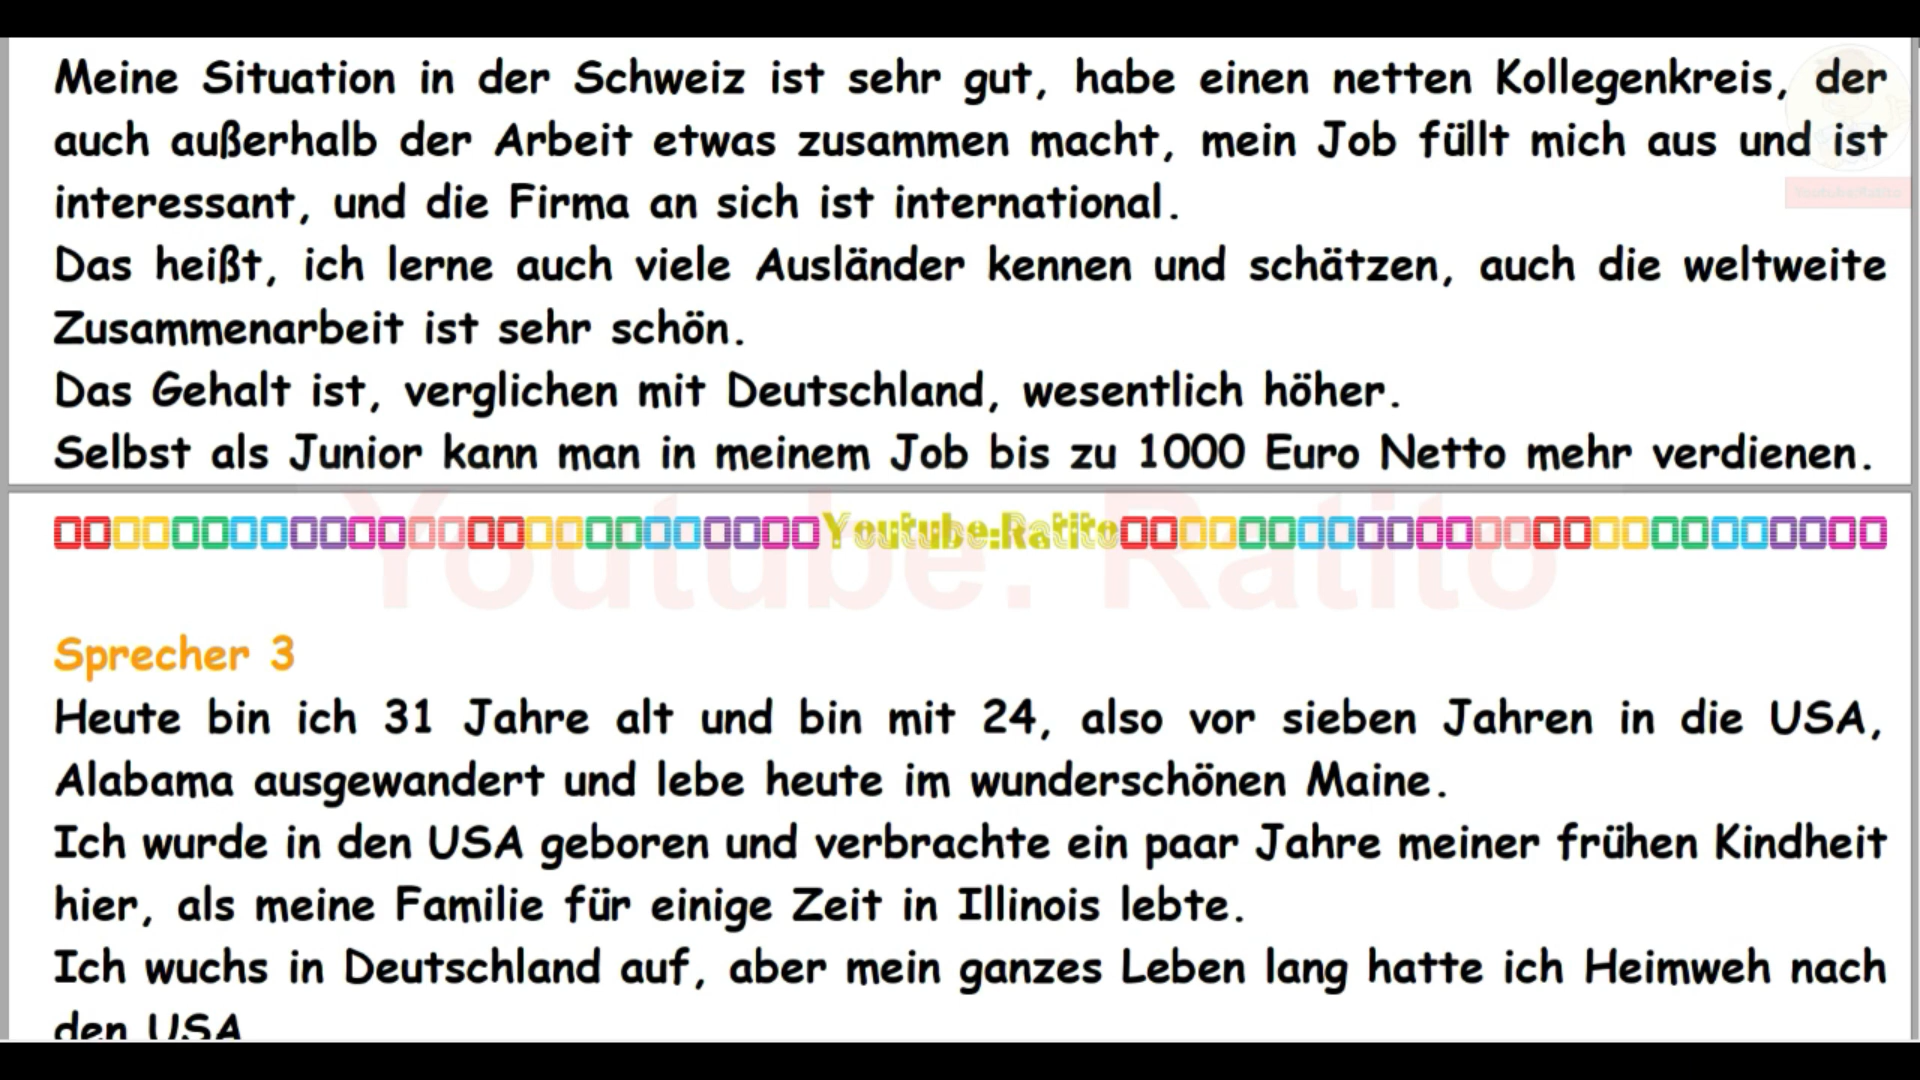 Meine Situation in der Schweiz ist sehr gut, habe einen netten Kollegenkreis, der
auch außerhalb der Arbeit etwas zusammen macht, mein Job füllt mich aus und ist
interessant, und die Firma an sich ist international.
Das heißt, ich lerne auch viele Ausländer kennen und schätzen, auch die weltweite
Zusammenarbeit ist sehr schön.
Das Gehalt ist, verglichen mit Deutschland, wesentlich höher.
Selbst als Junior kann man in meinem Job bis zu 1000 Euro Netto mehr verdienen.
Youtube:Ratito
Youtube: Ratito
Sprecher 3
Heute bin ich 31 Jahre alt und bin mit 24, also vor sieben Jahren in die USA,
Alabama ausgewandert und lebe heute im wunderschönen Maine.
Ich wurde in den USA geboren und verbrachte ein paar Jahre meiner frühen Kindheit
hier, als meine Familie für einige Zeit in Illinois lebte.
Ich wuchs in Deutschland auf, aber mein ganzes Leben lang hatte ich Heimweh nach
den USA